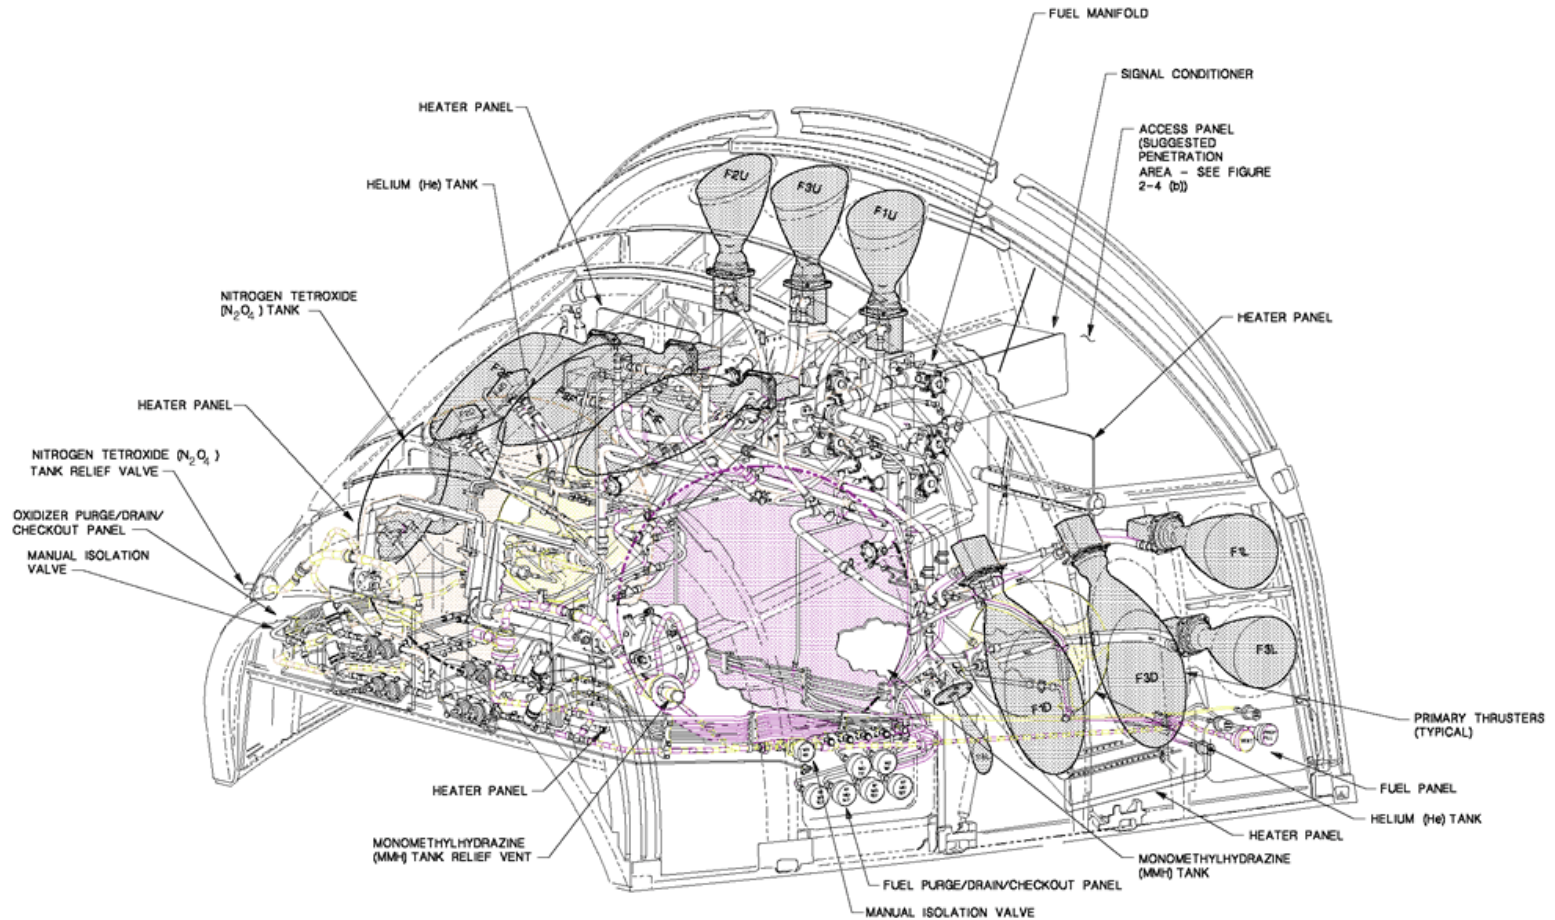 FUEL MANIFOLD
SIGNAL CONDITIONER
HEATER PANEL
ACCESS PANEL
(SUGGESTED
PENETRATION
AREA - SEE FIGURE
2-4 (b))
HELIUM (He) TANK
F2U
F3U
F1U
NITROGEN TETROXIDE
(N2O4) TANK
HEATER PANEL
HEATER PANEL
NITROGEN TETROXIDE (N2O4)
TANK RELIEF VALVE
OXIDIZER PURGE/DRAIN/
CHECKOUT PANEL
MANUAL ISOLATION
VALVE
F1L
F3L
F3D
F1D
PRIMARY THRUSTERS
(TYPICAL)
HEATER PANEL
FUEL PANEL
HELIUM (He) TANK
HEATER PANEL
MONOMETHYLHYDRAZINE
(MMH) TANK RELIEF VENT
MONOMETHYLHYDRAZINE
(MMH) TANK
FUEL PURGE/DRAIN/CHECKOUT PANEL
MANUAL ISOLATION VALVE